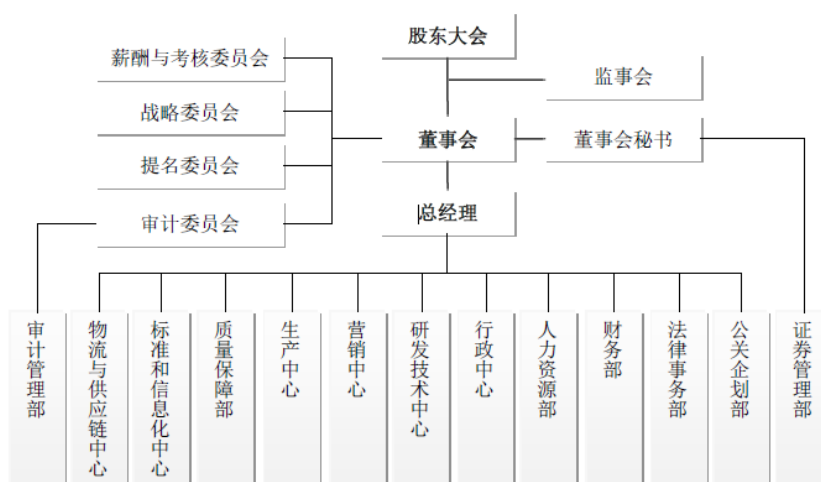 股东大会
薪酬与考核委员会
监事会
战略委员会
董事会
董事会秘书
提名委员会
总经理
审计委员会
审计管理部
物流与供应链中心
标准和信息化中心
质量保障部
生产中心
营销中心
研发技术中心
行政中心
人力资源部
财务部
法律事务部
公关企划部
证券管理部